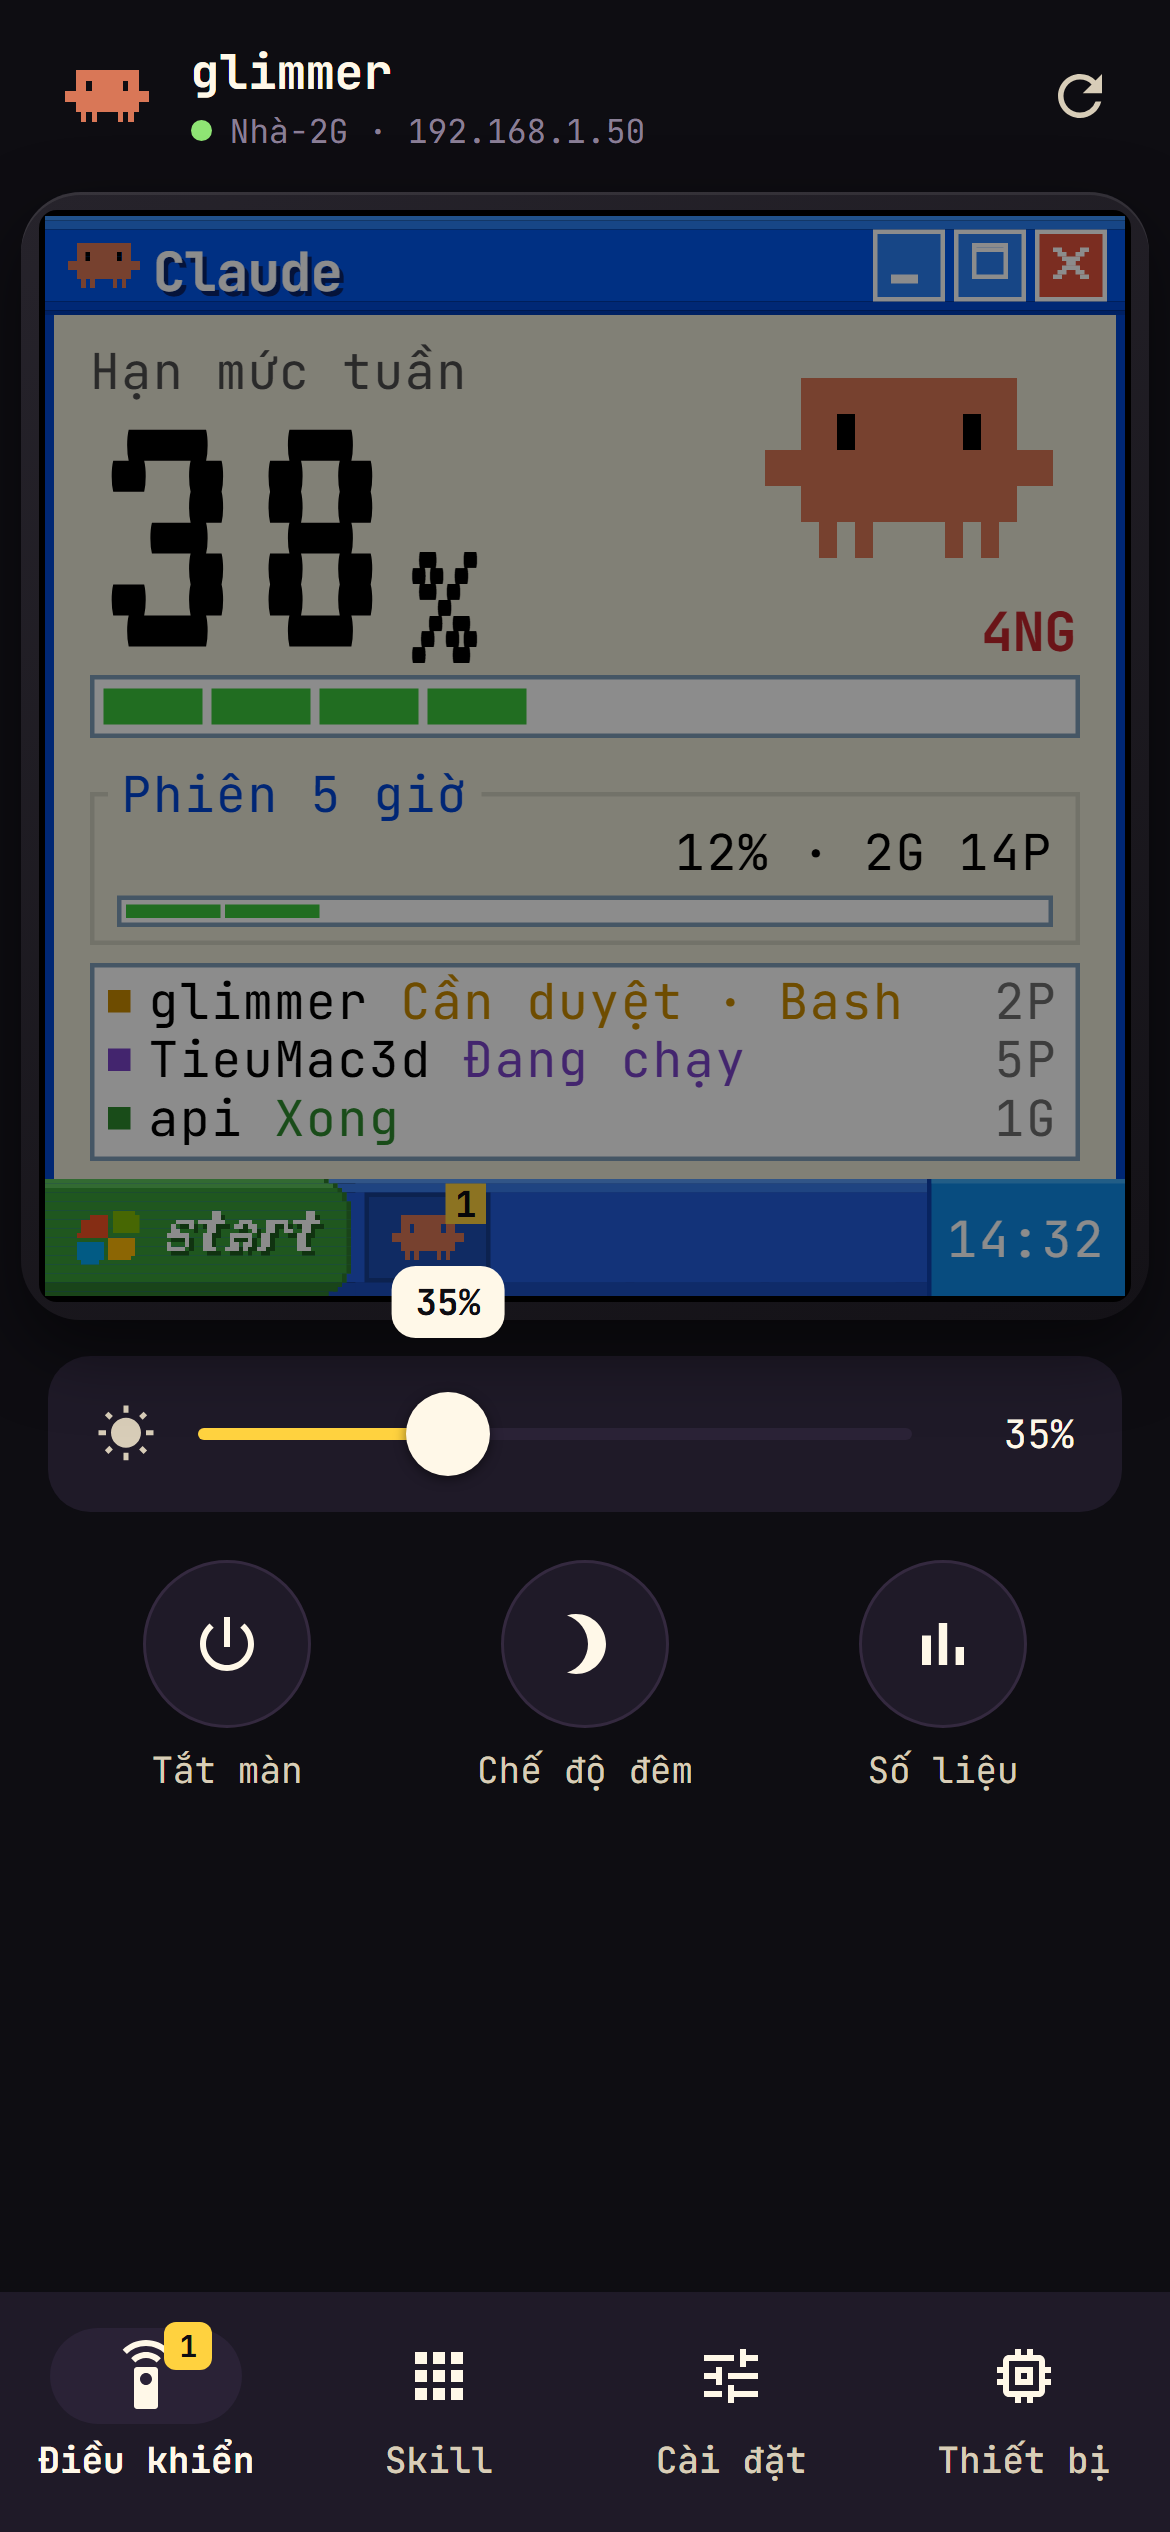 glimmer
Nhà-2G · 192.168.1.50
Claude
Hạn mức tuần
38%
4NG
Phiên 5 giờ
12% · 2G 14P
glimmer Cần duyệt · Bash 2P
TieuMac3d Đang chạy 5P
api Xong 1G
start
1
14:32
35%
35%
Tắt màn
Chế độ đêm
Số liệu
1
Điều khiển
Skill
Cài đặt
Thiết bị